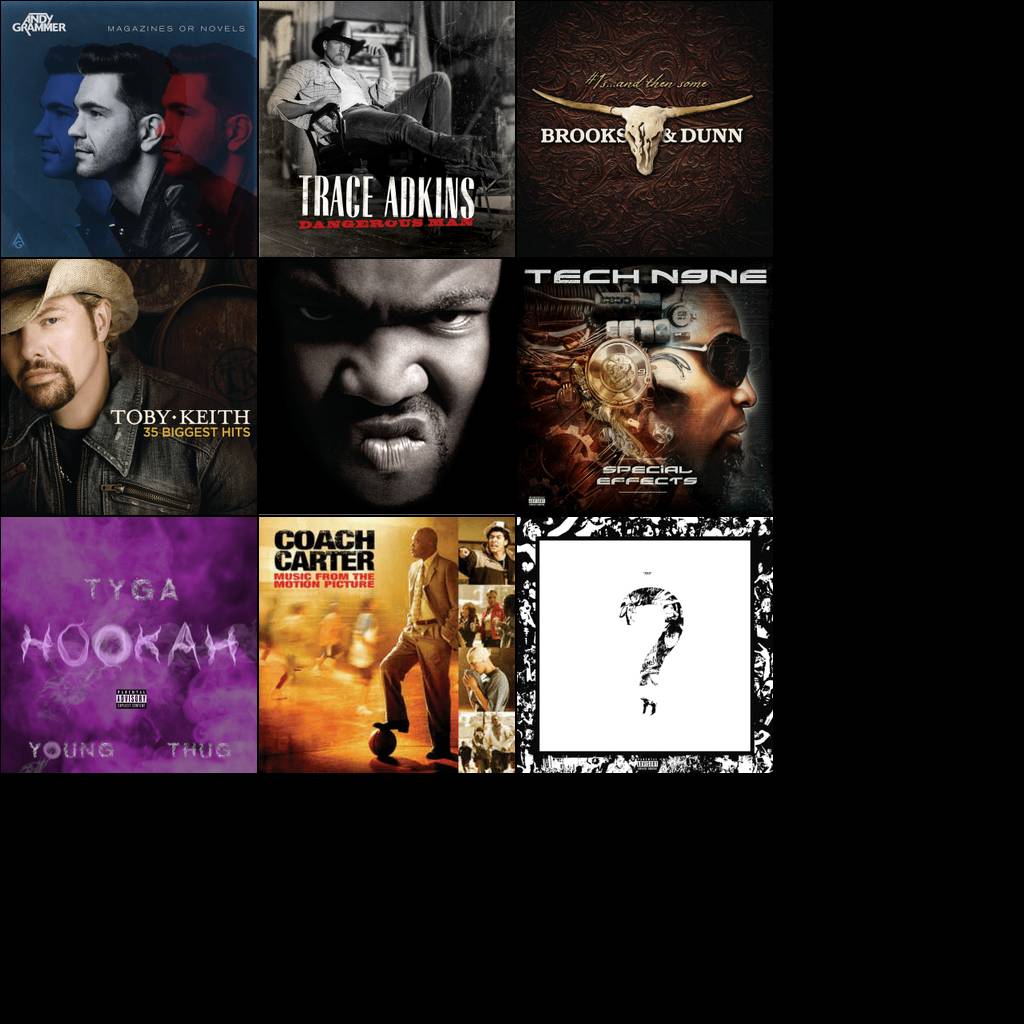 ANDY
GRAMMER
MAGAZINES OR NOVELS
TRACE ADKINS
DANGEROUS MAN
#1s...and then some
BROOKS & DUNN
TOBY·KEITH
35 BIGGEST HITS
TECH N9NE
SPECIAL
EFFECTS
TYGA
HOOKAH
PARENTAL
ADVISORY
EXPLICIT CONTENT
YOUNG THUG
COACH
CARTER
MUSIC FROM THE
MOTION PICTURE
?